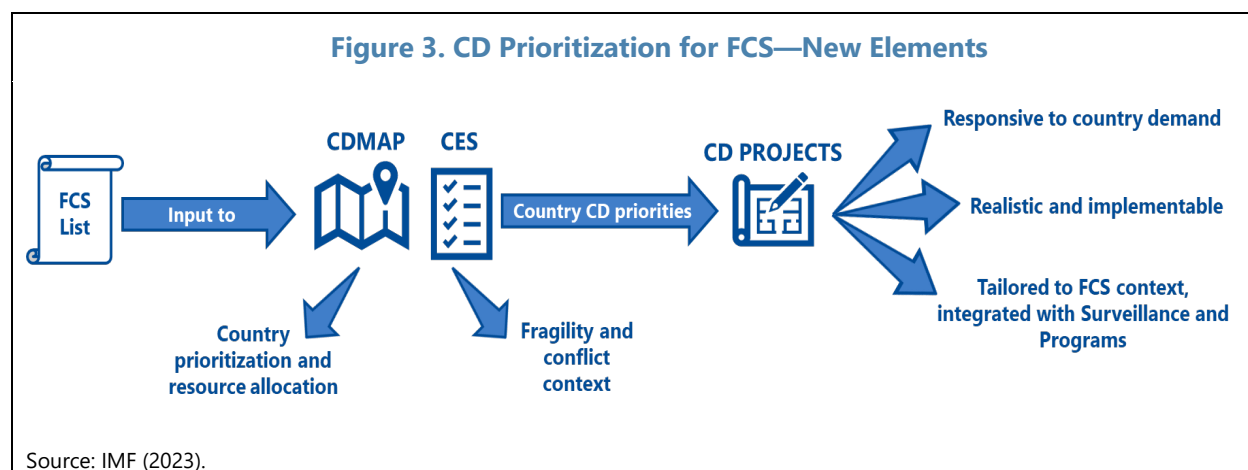 Figure 3. CD Prioritization for FCS—New Elements
FCS
List
Input to
CDMAP
CES
Country CD priorities
CD PROJECTS
Responsive to country demand
Realistic and implementable
Tailored to FCS context,
integrated with Surveillance and
Programs
Country
prioritization and
resource allocation
Fragility and
conflict
context
Source: IMF (2023).